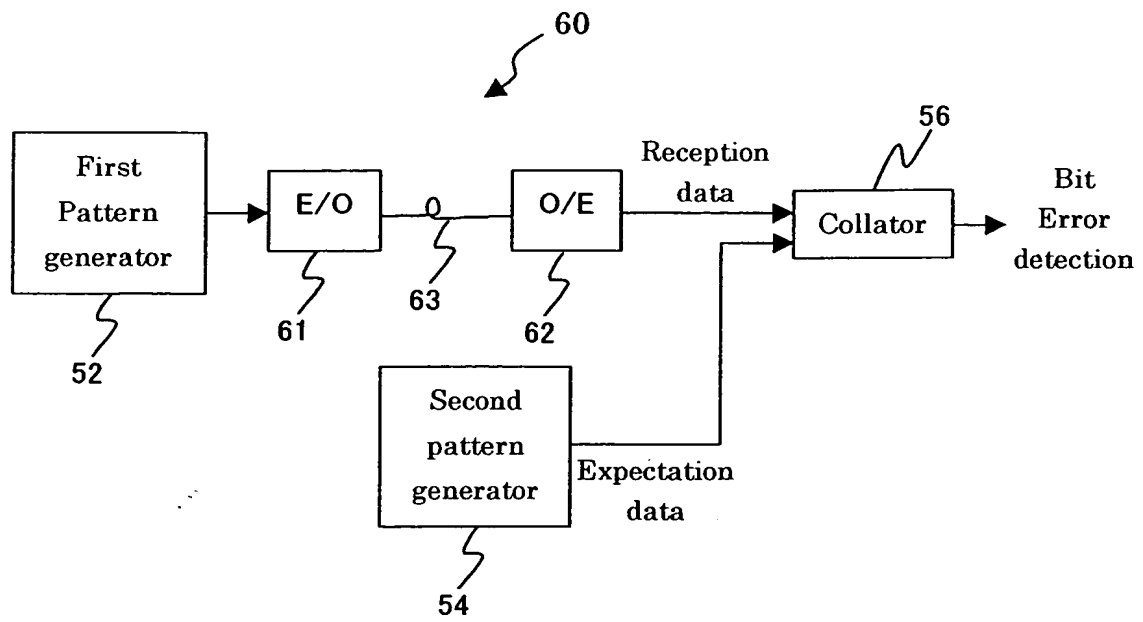 60
First
Pattern
generator
52
E/O
61
63
O/E
62
Reception
data
56
Collator
Bit
Error
detection
Second
pattern
generator
54
Expectation
data